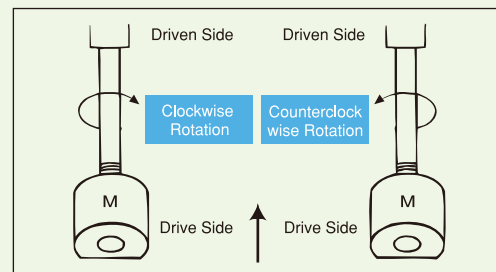 Driven Side
Driven Side
Clockwise
Rotation
Counterclock
wise Rotation
M
M
Drive Side
Drive Side